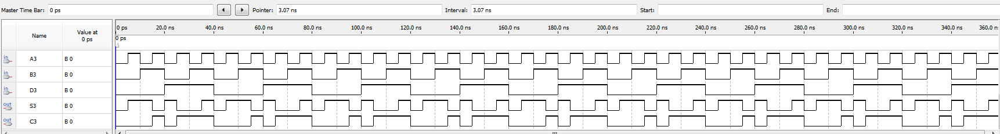 Master Time Bar: 0 ps Pointer: 3.07 ns Interval: 3.07 ns Start: End:
Name Value at 0 ps
0 ps 20.0 ns 40.0 ns 60.0 ns 80.0 ns 100.0 ns 120.0 ns 140.0 ns 160.0 ns 180.0 ns 200.0 ns 220.0 ns 240.0 ns 260.0 ns 280.0 ns 300.0 ns 320.0 ns 340.0 ns 360.0 n
0 ps
in A3 B 0
in B3 B 0
in D3 B 0
out S3 B 0
out C3 B 0